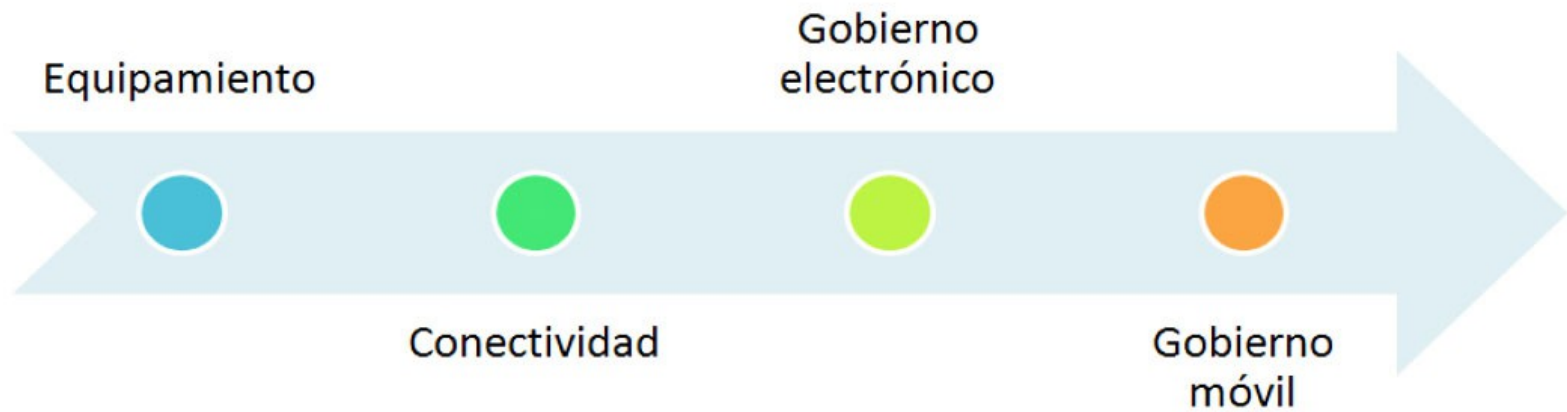 Equipamiento
Conectividad
Gobierno
electrónico
Gobierno
móvil